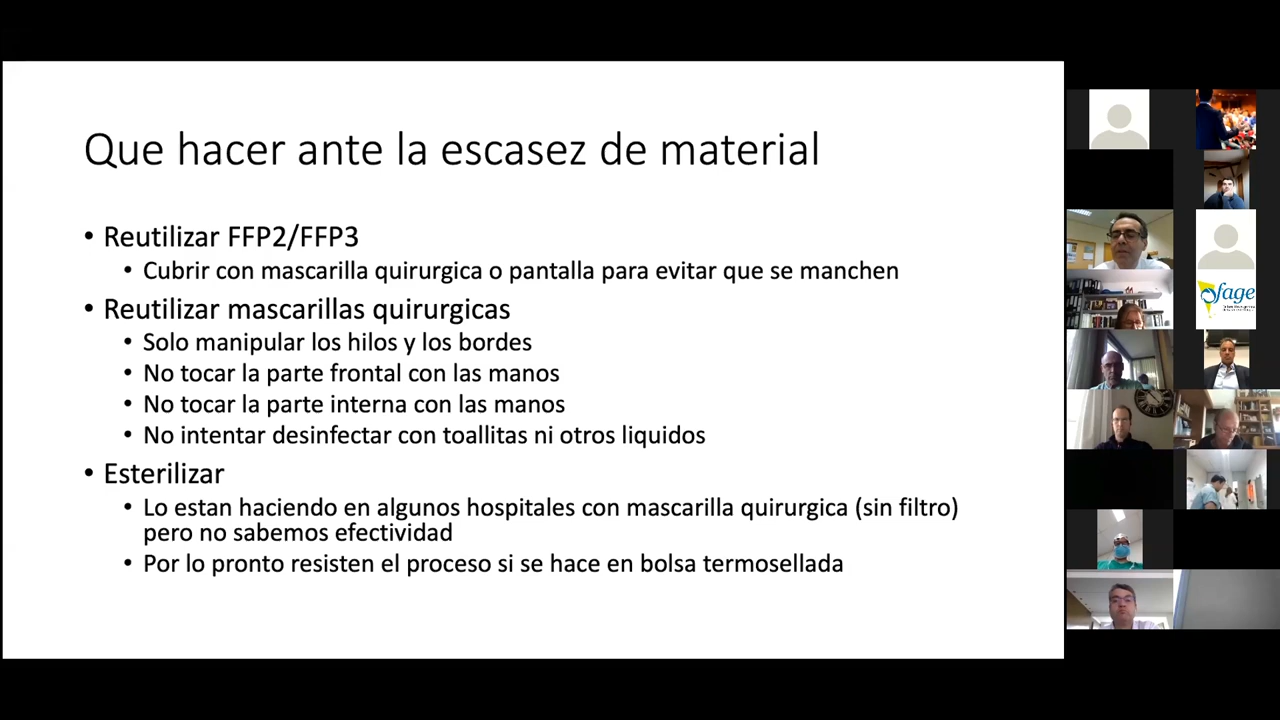 Que hacer ante la escasez de material
• Reutilizar FFP2/FFP3
• Cubrir con mascarilla quirurgica o pantalla para evitar que se manchen
• Reutilizar mascarillas quirurgicas
• Solo manipular los hilos y los bordes
• No tocar la parte frontal con las manos
• No tocar la parte interna con las manos
• No intentar desinfectar con toallitas ni otros liquidos
• Esterilizar
• Lo estan haciendo en algunos hospitales con mascarilla quirurgica (sin filtro)
pero no sabemos efectividad
• Por lo pronto resisten el proceso si se hace en bolsa termosellada
fage